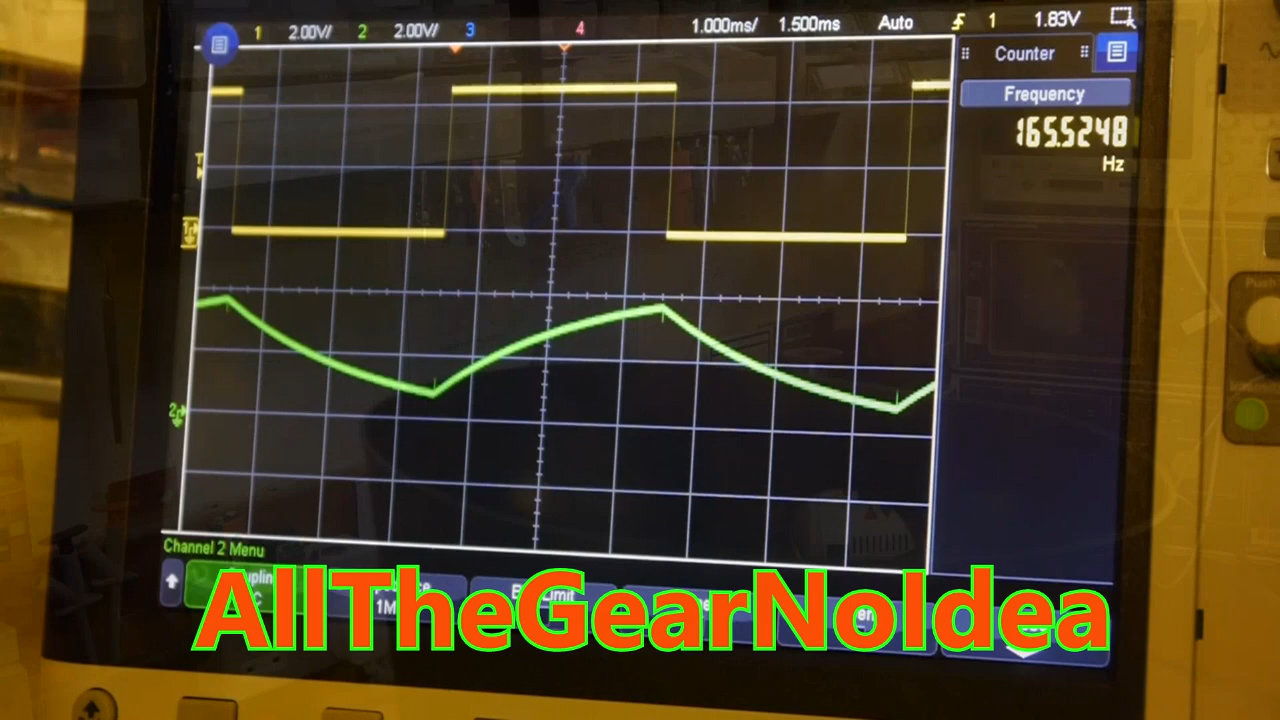 1 2.00V/ 2 2.00V/ 3 4 1.000ms/ 1.500ms Auto 1 1.83V
Counter
Frequency
165.5248
Hz
Channel 2 Menu
AllTheGearNoIdea